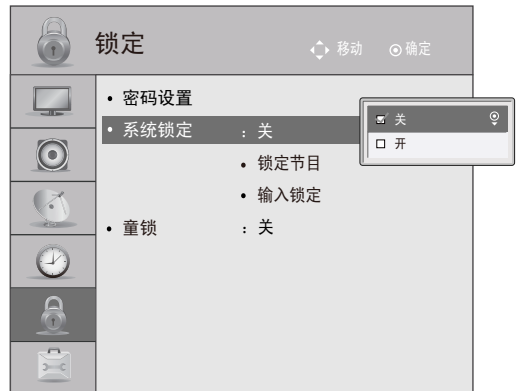 锁定 移动 确定
• 密码设置
• 系统锁定 : 关
• 锁定节目
• 输入锁定
• 童锁 : 关
关
开